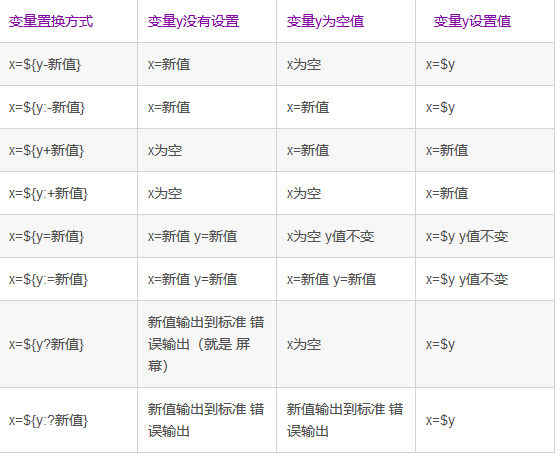 变量置换方式 变量y没有设置 变量y为空值 变量y设置值
x=${y-新值} x=新值 x为空 x=$y
x=${y:-新值} x=新值 x=新值 x=$y
x=${y+新值} x为空 x=新值 x=新值
x=${y:+新值} x为空 x为空 x=新值
x=${y=新值} x=新值 y=新值 x为空 y值不变 x=$y y值不变
x=${y:=新值} x=新值 y=新值 x=新值 y=新值 x=$y y值不变
x=${y?新值} 新值输出到标准 错
误输出（就是 屏
幕） x为空 x=$y
x=${y:?新值} 新值输出到标准 错
误输出 新值输出到标准 错
误输出 x=$y